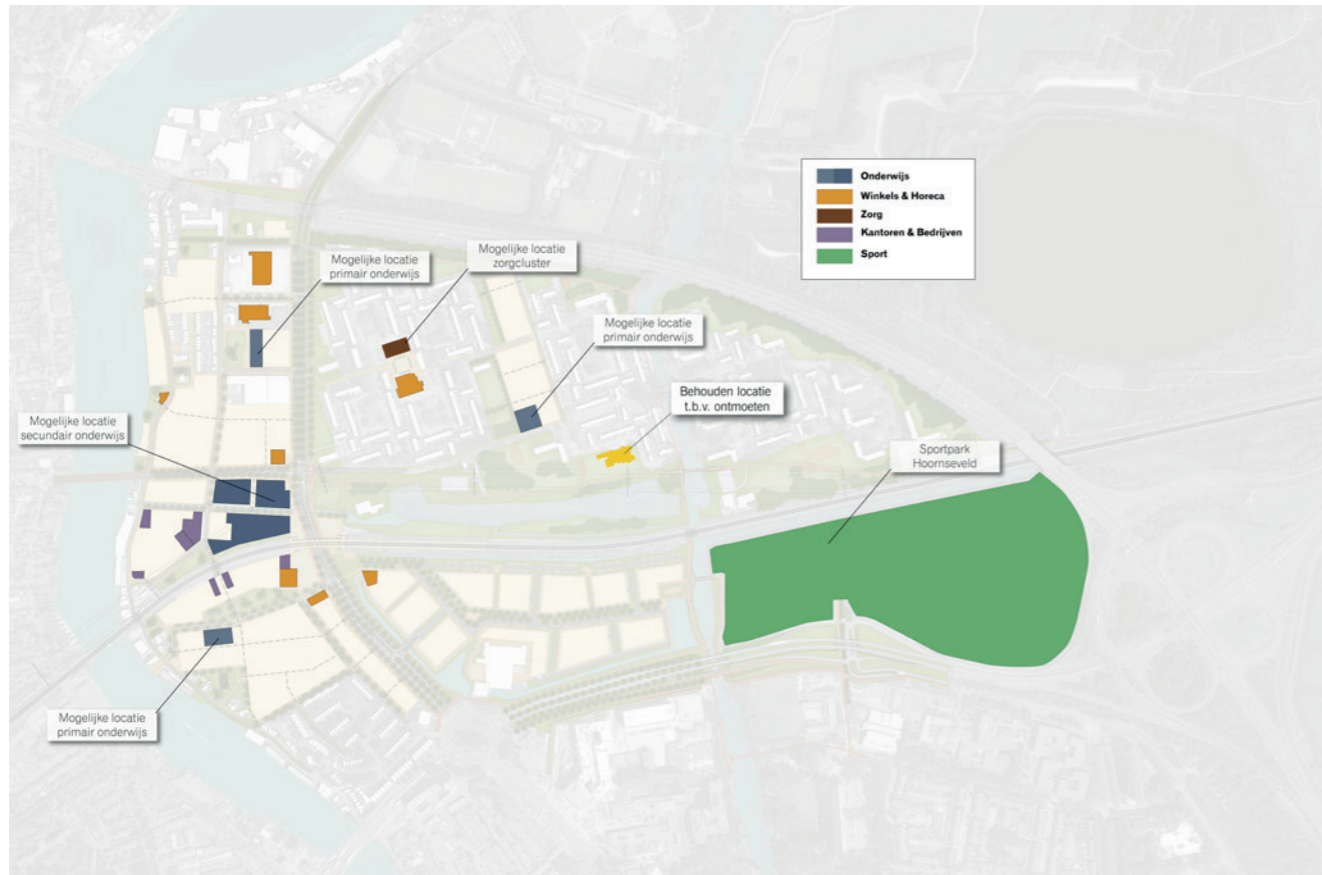 Onderwijs
Winkels & Horeca
Zorg
Kantoren & Bedrijven
Sport
Mogelijke locatie
zorgcluster
Mogelijke locatie
primair onderwijs
Mogelijke locatie
primair onderwijs
Behouden locatie
t.b.v. ontmoeten
Mogelijke locatie
secundair onderwijs
Sportpark
Hoornseveld
Mogelijke locatie
primair onderwijs